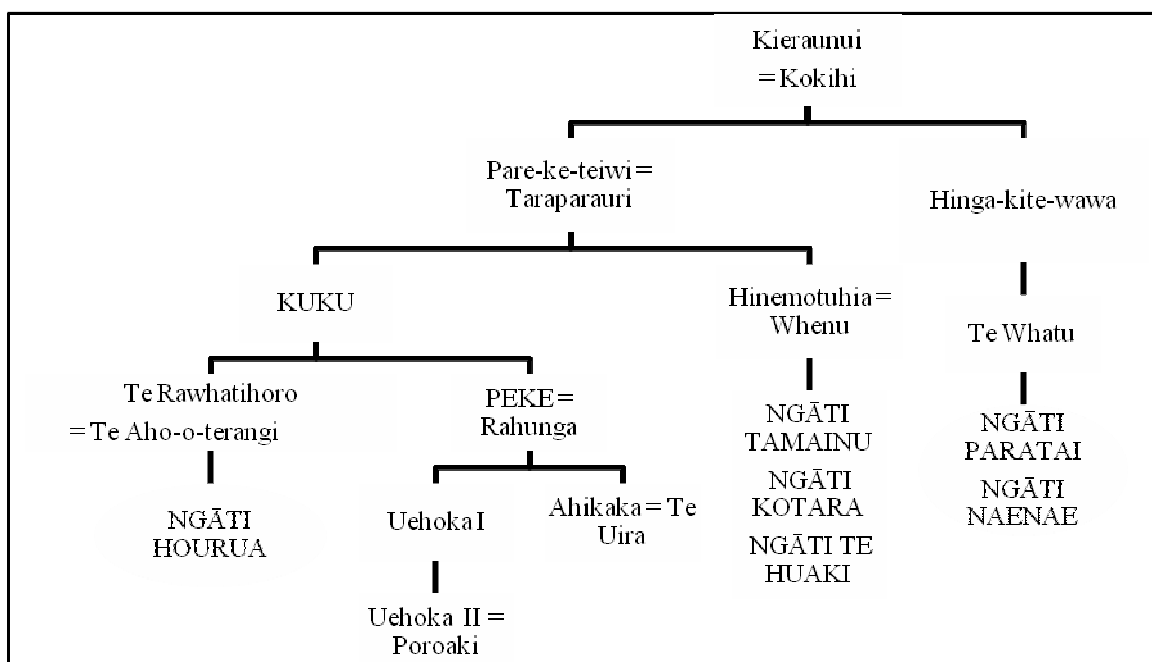 Kieraunui
= Kokihi
Pare-ke-teiwi =
Taraparauri
Hinga-kite-wawa
KUKU
Hinemotuhia =
Whenu
Te Whatu
Te Rawhatihoro
= Te Aho-o-terangi
PEKE =
Rahunga
NGĀTI
TAMAINU
NGĀTI
KOTARA
NGĀTI TE
HUAKI
NGĀTI
PARATAI
NGĀTI
NAENAE
NGĀTI
HOURUA
Uehoka I
Ahikaka = Te
Uira
Uehoka II =
Poroaki